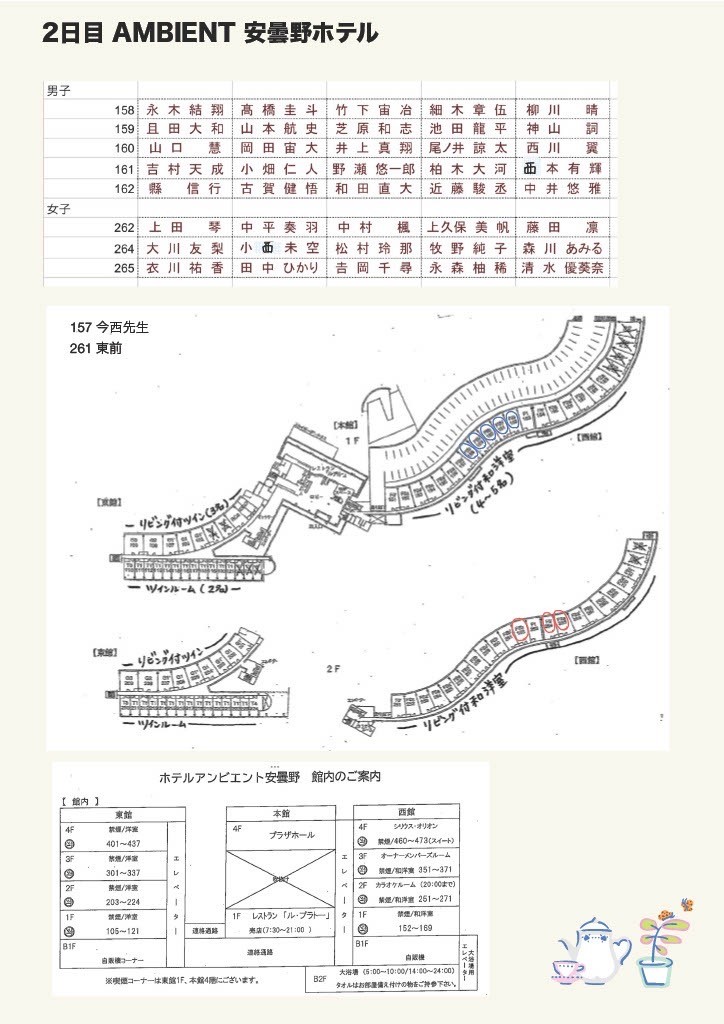 2日目 AMBIENT 安曇野ホテル
男子
158 永木結翔 髙橋圭斗 竹下宙冶 細木章伍 柳川 晴
159 且田大和 山本航史 芝原和志 池田龍平 神山 詞
160 山口 慧 岡田宙大 井上真翔 尾ノ井諒太 西川 翼
161 吉村天成 小畑仁人 野瀬悠一郎 柏木大河 西本有輝
162 縣 信行 古賀健悟 和田直大 近藤駿丞 中井悠雅
女子
262 上田 琴 中平奏羽 中村 楓 上久保美帆 藤田 凛
264 大川友梨 小西未空 松村玲那 牧野純子 森川あみる
265 衣川祐香 田中ひかり 吉岡千尋 永森柚稀 清水優葵奈
157 今西先生
261 東前
[本館]
1F
[西館]
リビング付和洋室
(4~5名)
[東館]
リビング付ツイン(3名)
ツインルーム(2名)
[東館]
リビング付ツイン
ツインルーム
2F
[西館]
リビング付和洋室
ホテルアンビエント安曇野 館内のご案内
【 館内 】
東館 本館 西館
4F 禁煙/洋室
401~437
3F 禁煙/洋室
301~337
2F 禁煙/洋室
203~224
1F 禁煙/洋室
105~121
B1F
自販機コーナー
エレベーター
連絡通路
4F
プラザホール
吹抜け
1F レストラン「ル・プラトー」
売店(7:30~21:00 )
連絡通路
エレベーター
4F シリウス・オリオン
禁煙/460~473(スイート)
3F オーナーメンバーズルーム
禁煙/和洋室 351~371
2F カラオケルーム (20:00まで)
禁煙/和洋室 251~271
1F 禁煙/和洋室
152~169
B1F
自販機
大浴場用エレベーター
B2F 大浴場 (5:00~10:00/14:00~24:00)
タオルはお部屋備え付けの物をご持参下さい。
※喫煙コーナーは東館1F、本館4階にございます。